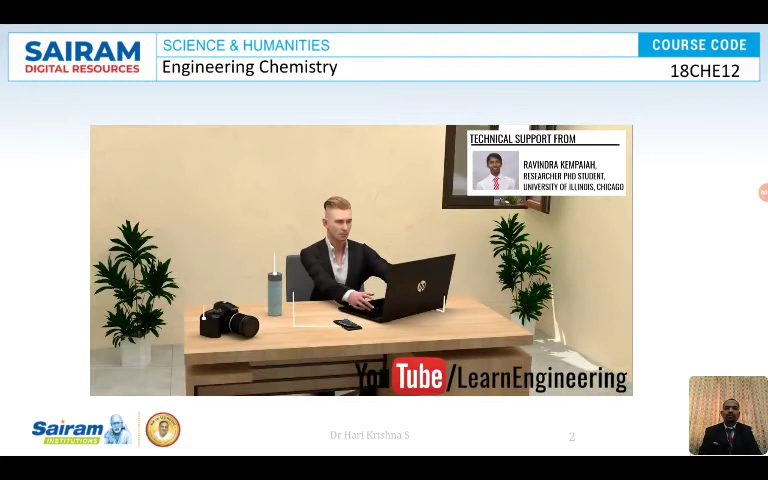 SAIRAM
DIGITAL RESOURCES
SCIENCE & HUMANITIES
Engineering Chemistry
COURSE CODE
18CHE12
TECHNICAL SUPPORT FROM
RAVINDRA KEMPAIAH,
RESEARCHER PHD STUDENT,
UNIVERSITY OF ILLINDIS, CHICAGO
YouTube/LearnEngineering
Sairam
INSTITUTIONS
Dr Hari Krishna S
2